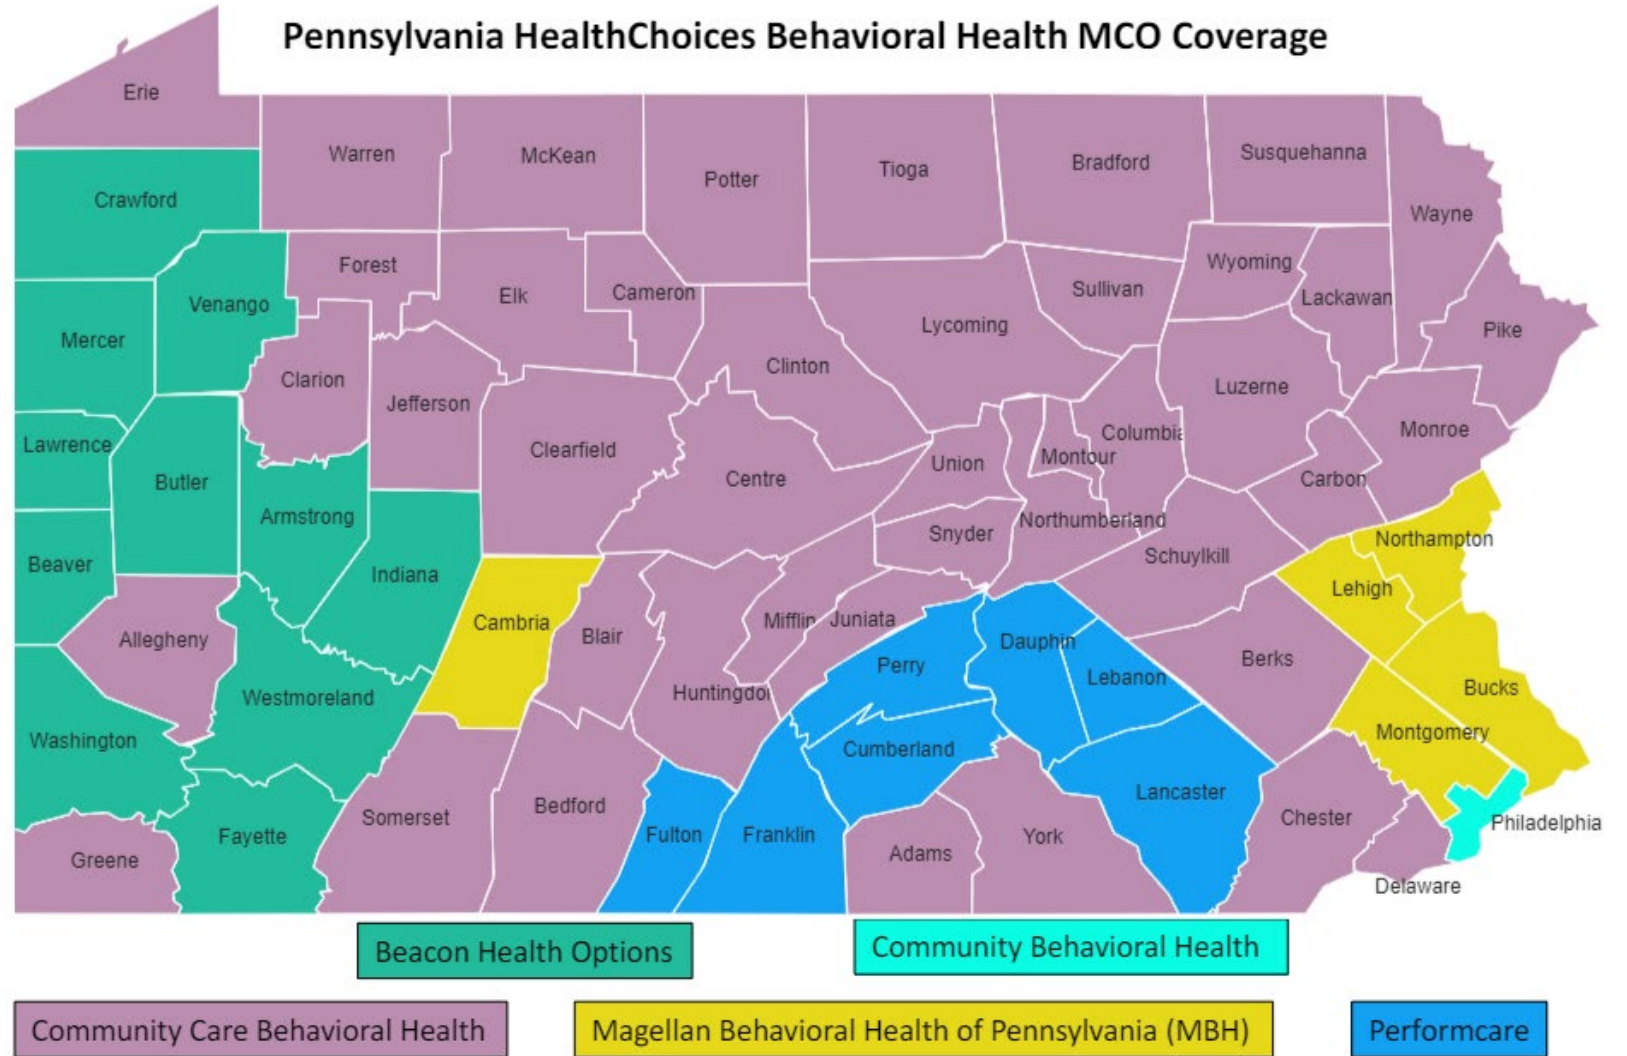 Pennsylvania HealthChoices Behavioral Health MCO Coverage
Erie
Warren
McKean
Potter
Tioga
Bradford
Susquehanna
Wayne
Crawford
Forest
Elk
Cameron
Venango
Mercer
Clarion
Jefferson
Clearfield
Clinton
Lycoming
Sullivan
Wyoming
Lackawan
Pike
Luzerne
Monroe
Lawrence
Butler
Armstrong
Centre
Union
Montour
Columbia
Carbon
Beaver
Indiana
Snyder
Northumberland
Schuylkill
Northampton
Lehigh
Allegheny
Cambria
Blair
Mifflin
Juniata
Perry
Dauphin
Lebanon
Berks
Bucks
Washington
Westmoreland
Huntingdon
Cumberland
Montgomery
Greene
Fayette
Somerset
Bedford
Fulton
Franklin
Adams
York
Lancaster
Chester
Philadelphia
Delaware
Beacon Health Options
Community Behavioral Health
Community Care Behavioral Health
Magellan Behavioral Health of Pennsylvania (MBH)
Performcare